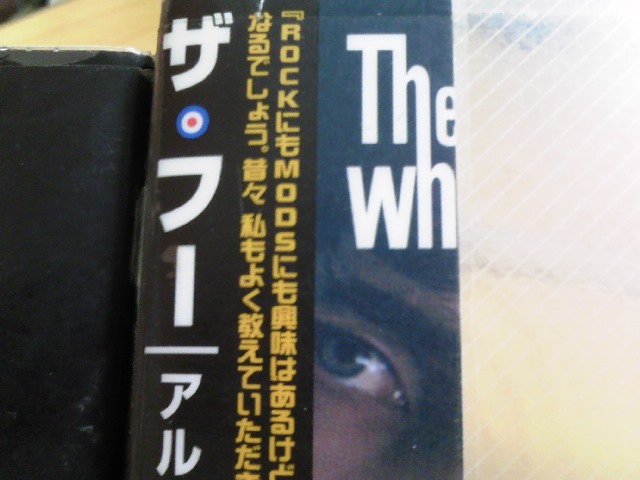 ザ・フー
アル
『ROCKにもMODSにも興味はあるけど
なるでしょう。昔々私もよく教えていただき
The
wh